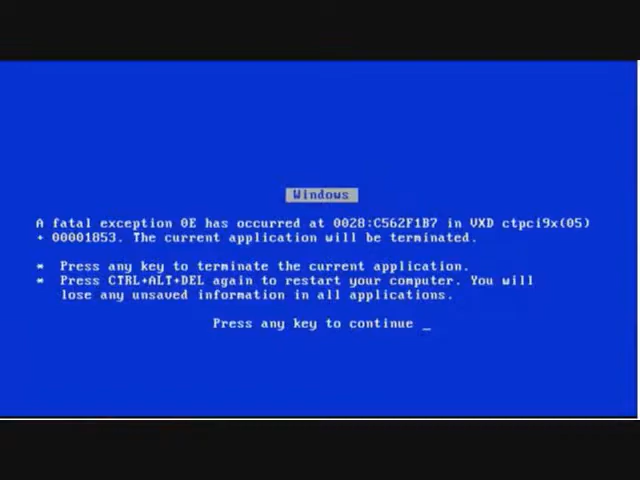 Windows
A fatal exception 0E has occurred at 0028:C562F1B7 in VXD ctpci9x(05)
+ 00001853. The current application will be terminated.
* Press any key to terminate the current application.
* Press CTRL+ALT+DEL again to restart your computer. You will
lose any unsaved information in all applications.
Press any key to continue _